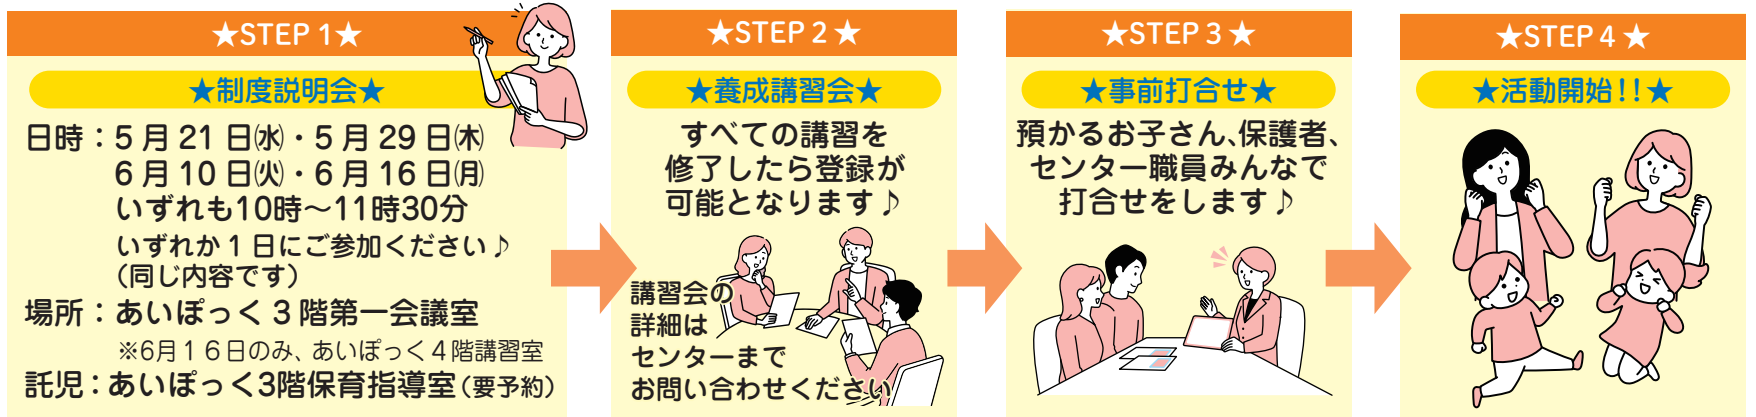 ★STEP 1★
★制度説明会★
日時：5月21日㈬・5月29日㈭
6月10日㈫・6月16日㈪
いずれも10時～11時30分
いずれか1日にご参加ください♪
（同じ内容です）
場所：あいぽっく３階第一会議室
※6月１６日のみ、あいぽっく４階講習室
託児：あいぽっく3階保育指導室（要予約）
★STEP 2★
★養成講習会★
すべての講習を
修了したら登録が
可能となります♪
講習会の
詳細は
センターまで
お問い合わせください
★STEP 3★
★事前打合せ★
預かるお子さん、保護者、
センター職員みんなで
打合せをします♪
★STEP 4★
★活動開始!!★